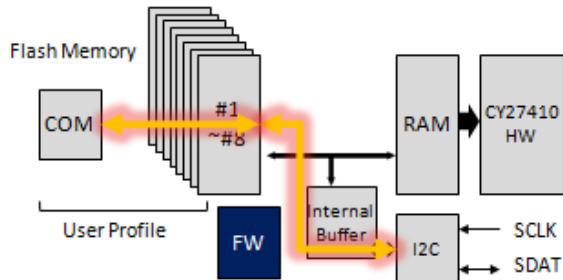 Flash Memory
COM
#1
~#8
RAM
CY27410
HW
User Profile
FW
Internal
Buffer
I2C
SCLK
SDAT